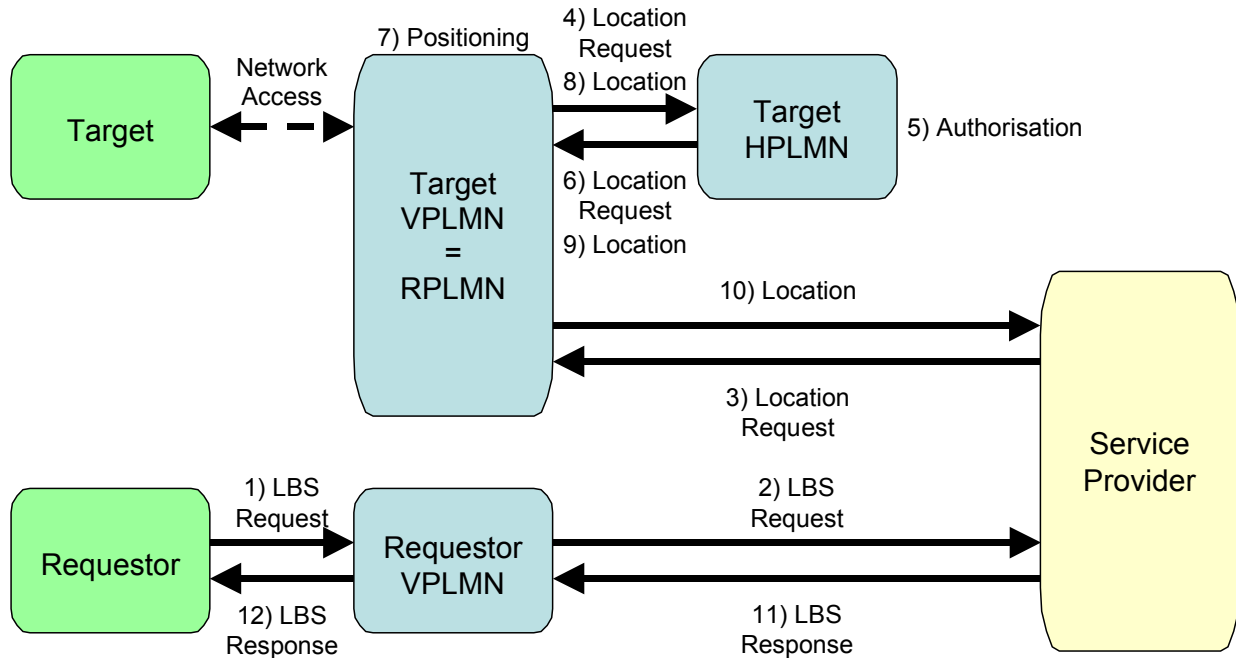 7) Positioning
4) Location
Request
8) Location
Network
Access
Target
Target
HPLMN
5) Authorisation
Target
VPLMN
=
RPLMN
6) Location
Request
9) Location
10) Location
3) Location
Request
Service
Provider
1) LBS
Request
2) LBS
Request
Requestor
Requestor
VPLMN
12) LBS
Response
11) LBS
Response